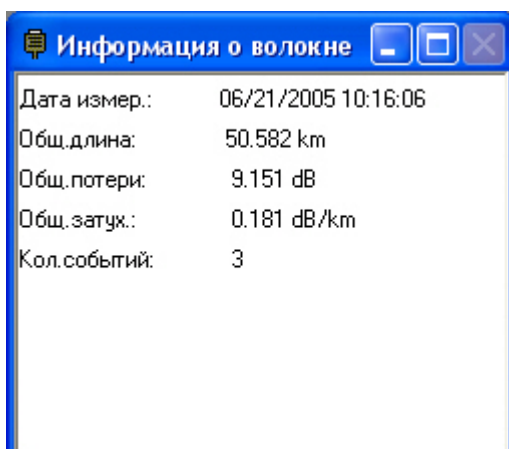 Информация о волокне
Дата измер.: 06/21/2005 10:16:06
Общ.длина: 50.582 km
Общ.потери: 9.151 dB
Общ.затух.: 0.181 dB/km
Кол.событий: 3